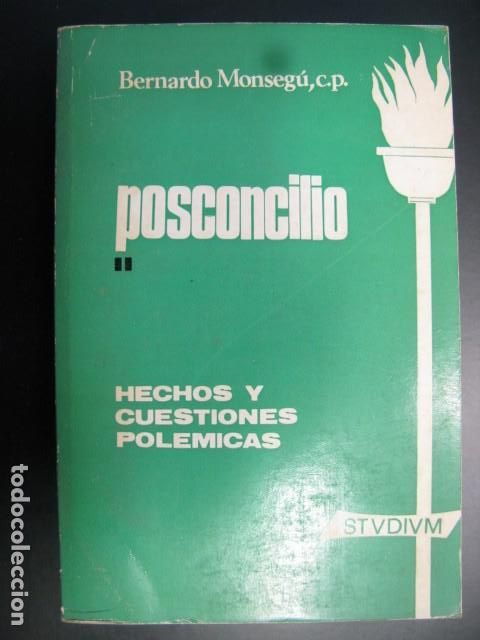 Bernardo Monsegú, c.p.
posconcilio
II
HECHOS Y
CUESTIONES
POLEMICAS
STVDIVM
todocoleccion